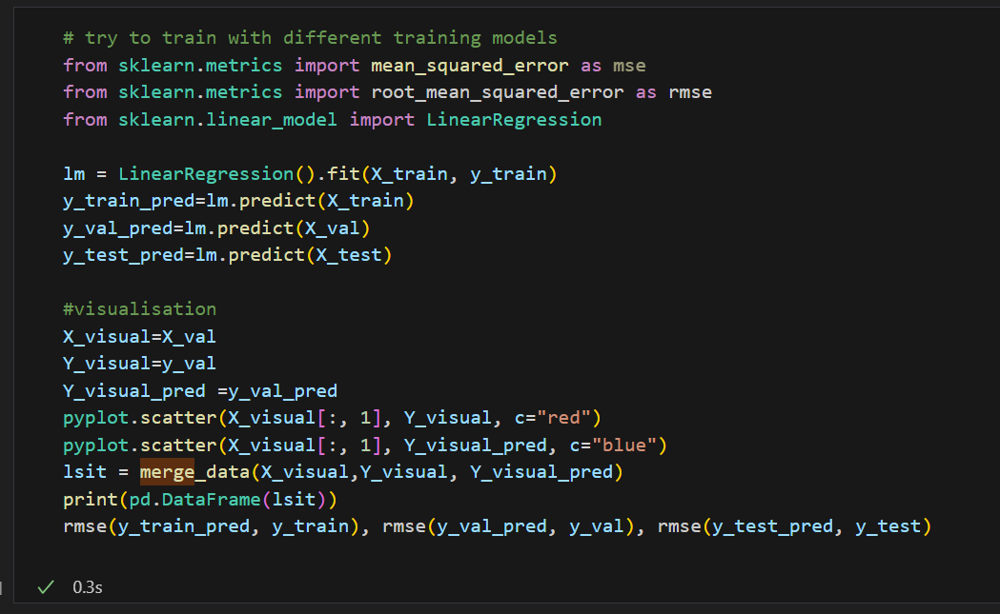 # try to train with different training models
from sklearn.metrics import mean_squared_error as mse
from sklearn.metrics import root_mean_squared_error as rmse
from sklearn.linear_model import LinearRegression
lm = LinearRegression().fit(X_train, y_train)
y_train_pred=lm.predict(X_train)
y_val_pred=lm.predict(X_val)
y_test_pred=lm.predict(X_test)
#visualisation
X_visual=X_val
Y_visual=y_val
Y_visual_pred =y_val_pred
pyplot.scatter(X_visual[:, 1], Y_visual, c="red")
pyplot.scatter(X_visual[:, 1], Y_visual_pred, c="blue")
lsit = merge_data(X_visual,Y_visual, Y_visual_pred)
print(pd.DataFrame(lsit))
rmse(y_train_pred, y_train), rmse(y_val_pred, y_val), rmse(y_test_pred, y_test)
0.3s